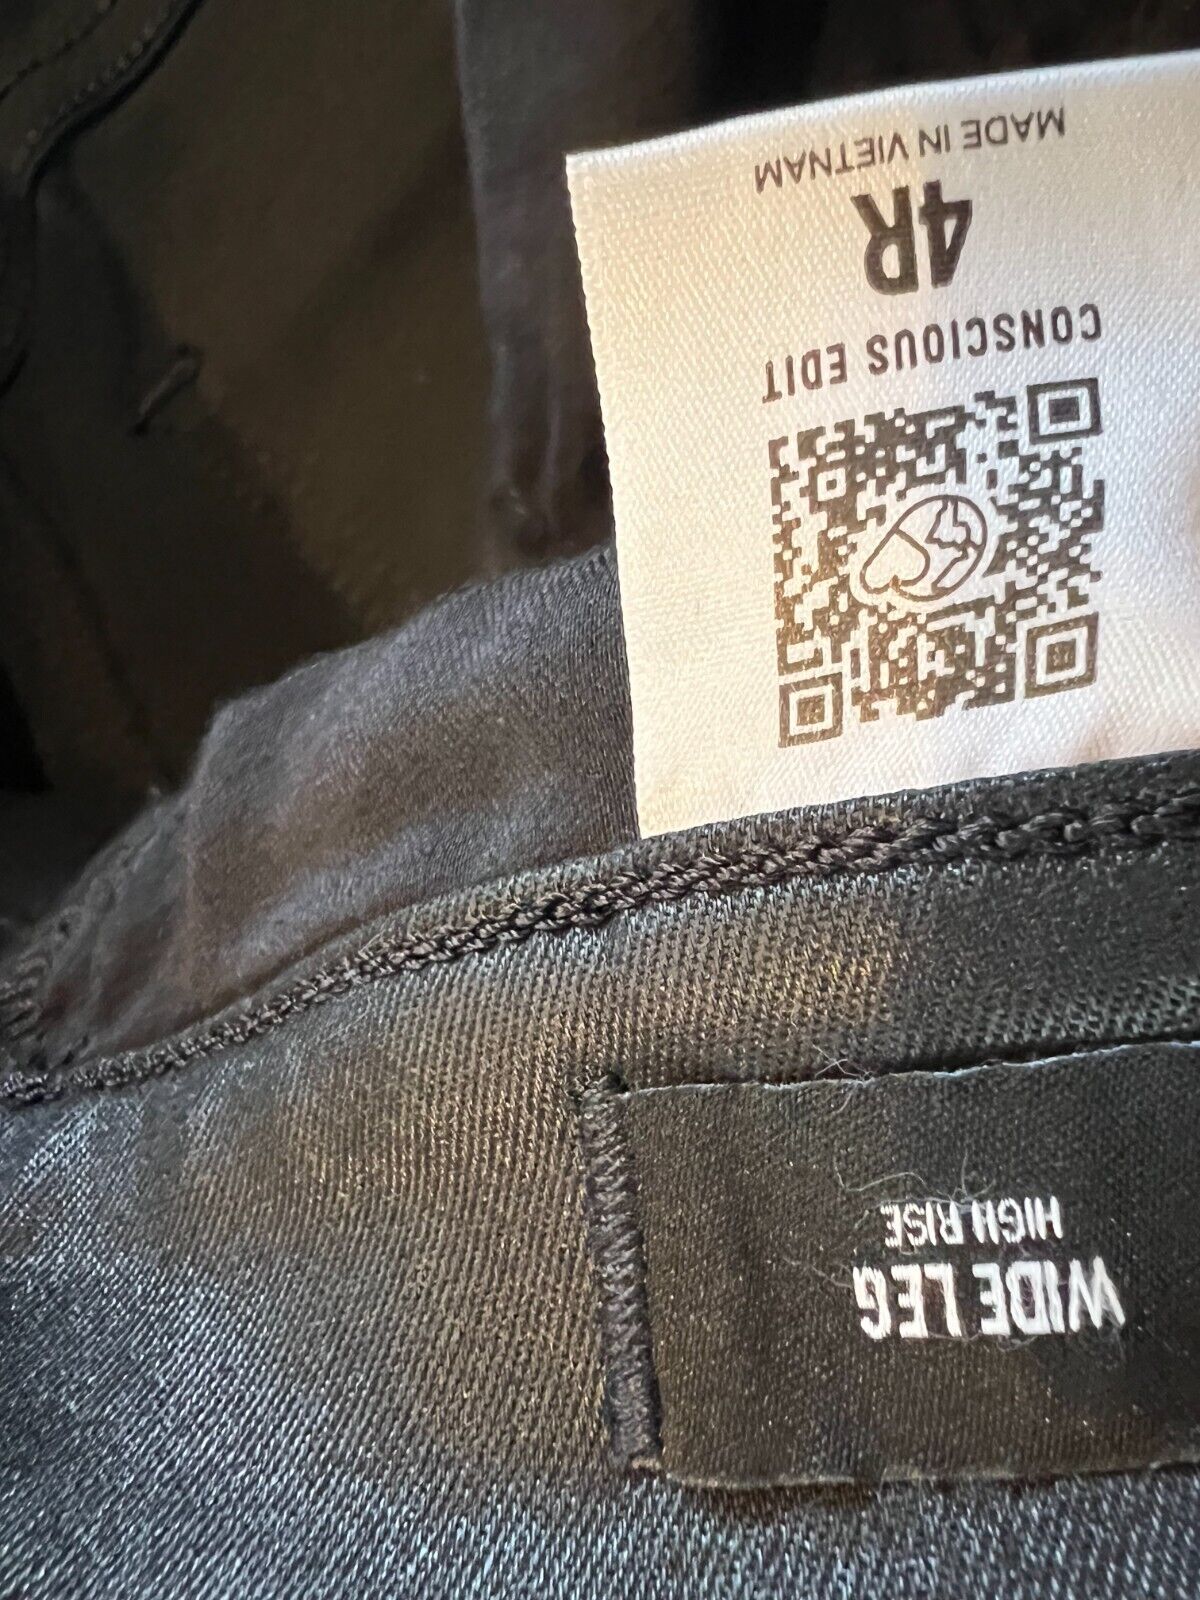 WIDE LEG
HIGH RISE
CONSCIOUS EDIT
4R
MADE IN VIETNAM